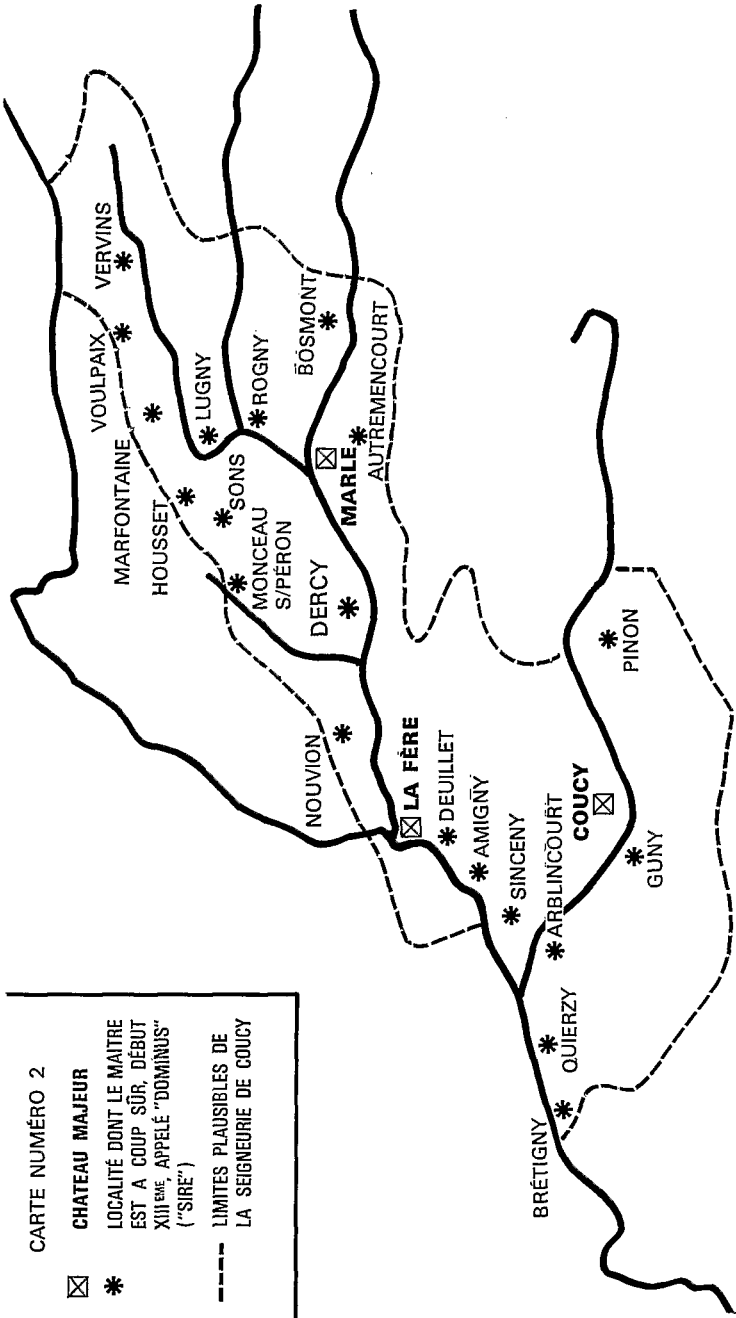 CARTE NUMÉRO 2
CHATEAU MAJEUR
LOCALITÉ DONT LE MAITRE
EST A COUP SÛR, DÉBUT
XIII EME, APPELÉ "DOMINUS"
("SIRE")
LIMITES PLAUSIBLES DE
LA SEIGNEURIE DE COUCY
VERVINS
VOULPAIX
MARFONTAINE
HOUSSET
LUGNY
ROGNY
SONS
MONCEAU
S/PÉRON
BOSMONT
MARLE
AUTREMENCOURT
DERCY
NOUVION
LA FÈRE
DEUILLET
AMIGNY
SINCENY
ARBLINCOURT
COUCY
PINON
GUNY
QUIERZY
BRÉTIGNY